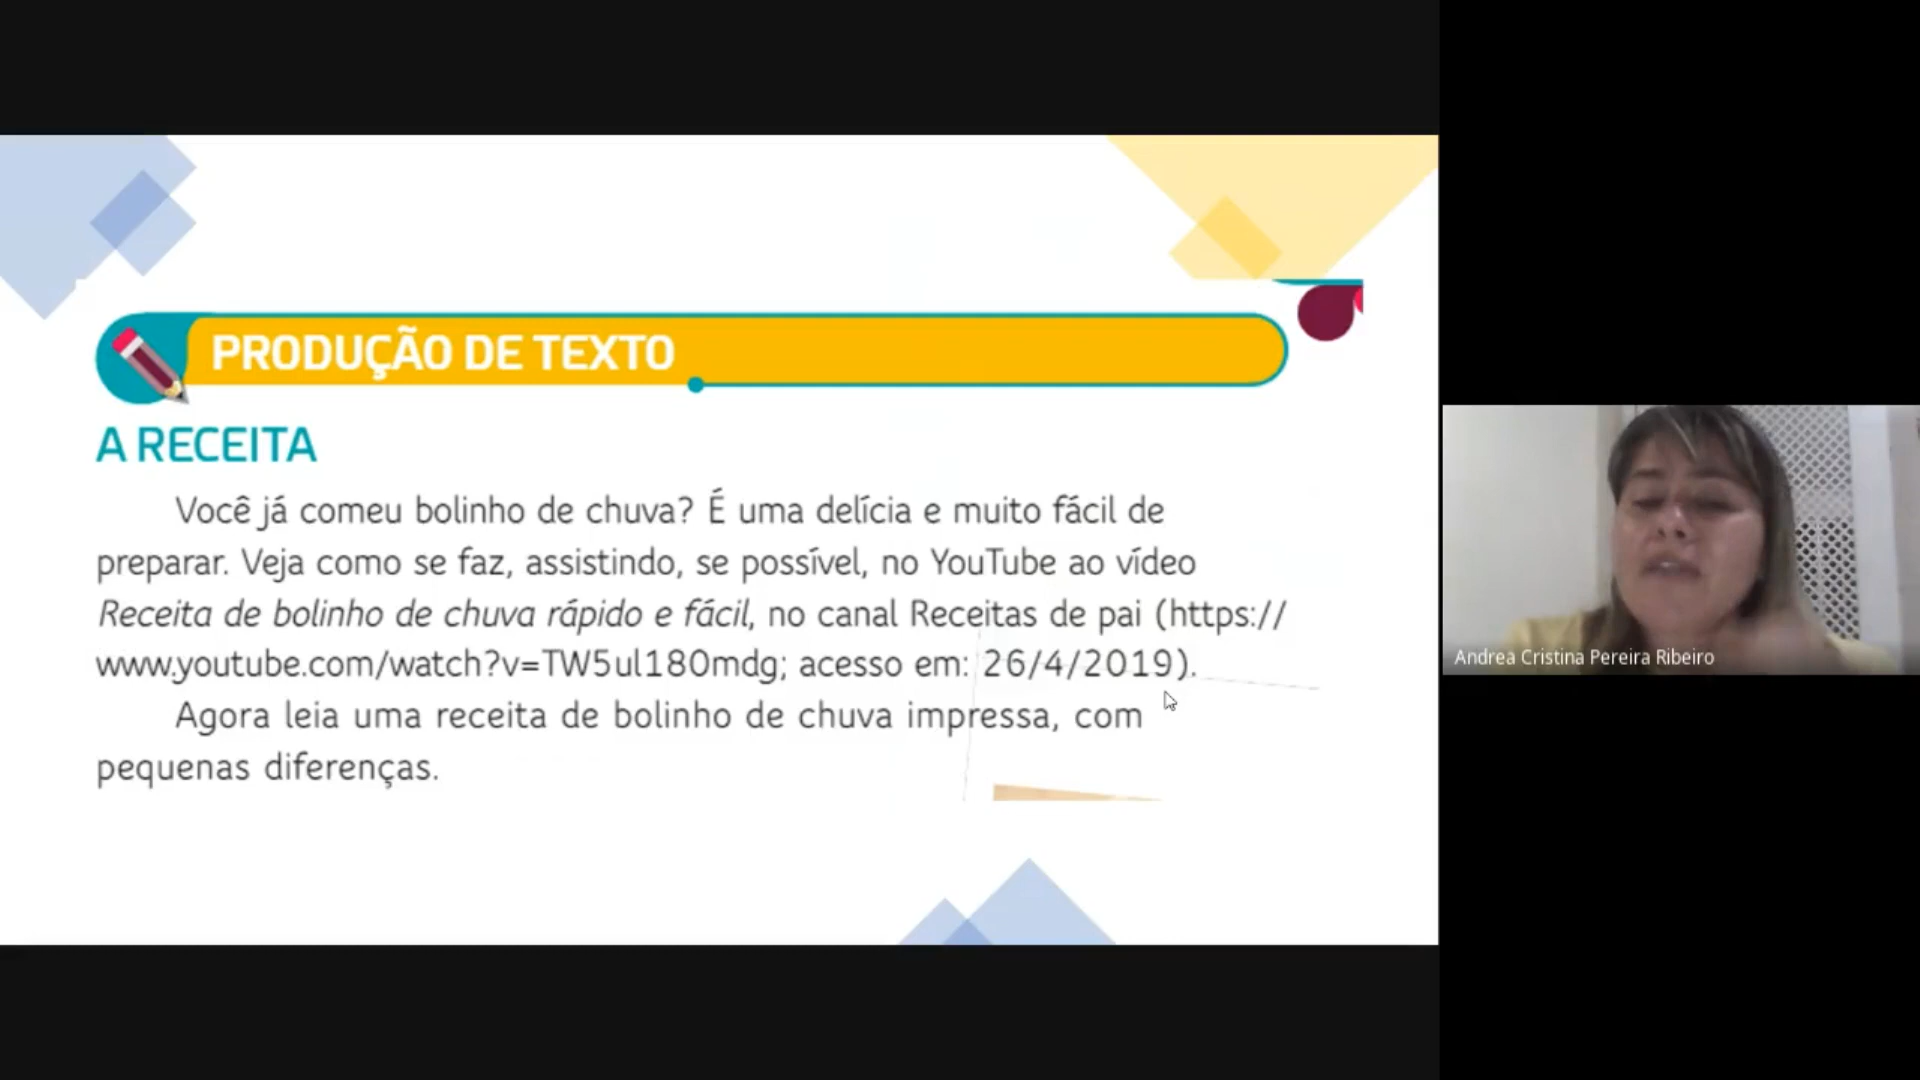 PRODUÇÃO DE TEXTO
A RECEITA
Você já comeu bolinho de chuva? É uma delícia e muito fácil de
preparar. Veja como se faz, assistindo, se possível, no YouTube ao vídeo
Receita de bolinho de chuva rápido e fácil, no canal Receitas de pai (https://
www.youtube.com/watch?v=TW5ul180mdg; acesso em: 26/4/2019).
Agora leia uma receita de bolinho de chuva impressa, com
pequenas diferenças.
Andrea Cristina Pereira Ribeiro